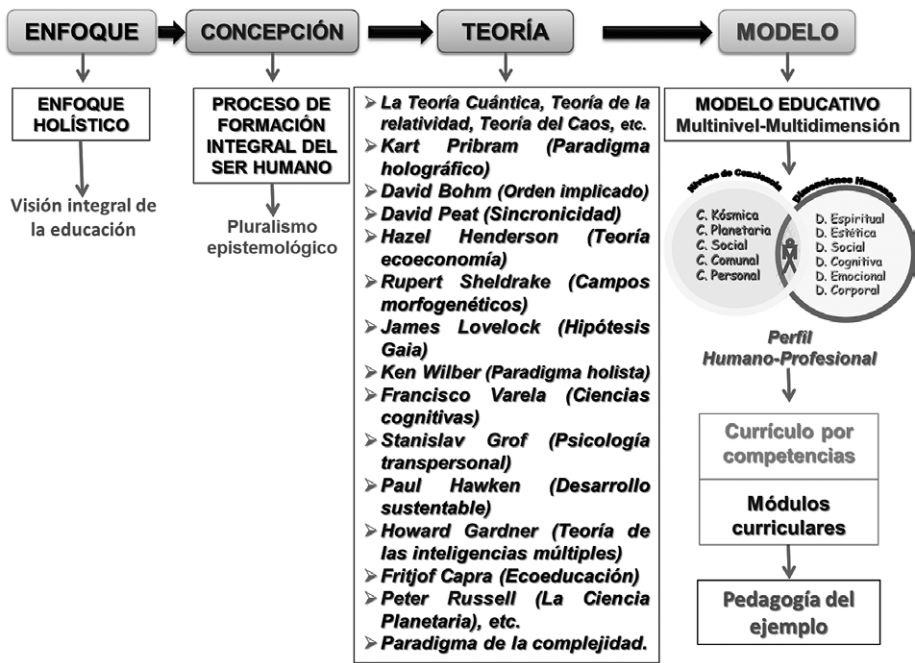 ENFOQUE
CONCEPCIÓN
TEORÍA
MODELO
ENFOQUE
HOLÍSTICO
Visión integral de
la educación
PROCESO DE
FORMACIÓN
INTEGRAL DEL
SER HUMANO
Pluralismo
epistemológico
La Teoría Cuántica, Teoría de la
relatividad, Teoría del Caos, etc.
Kart Pribram (Paradigma
holográfico)
David Bohm (Orden implicado)
David Peat (Sincronicidad)
Hazel Henderson (Teoría
ecoeconomía)
Rupert Sheldrake (Campos
morfogenéticos)
James Lovelock (Hipótesis
Gaia)
Ken Wilber (Paradigma holista)
Francisco Varela (Ciencias
cognitivas)
Stanislav Grof (Psicología
transpersonal)
Paul Hawken (Desarrollo
sustentable)
Howard Gardner (Teoría de
las inteligencias múltiples)
Fritjof Capra (Ecoeducación)
Peter Russell (La Ciencia
Planetaria), etc.
Paradigma de la complejidad.
MODELO EDUCATIVO
Multinivel-Multidimensión
Niveles de Conciencia
C. Kósmica
C. Planetaria
C. Social
C. Comunal
C. Personal
Dimensiones Humanas
D. Espiritual
D. Estética
D. Social
D. Cognitiva
D. Emocional
D. Corporal
Perfil
Humano-Profesional
Currículo por
competencias
Módulos
curriculares
Pedagogía del
ejemplo